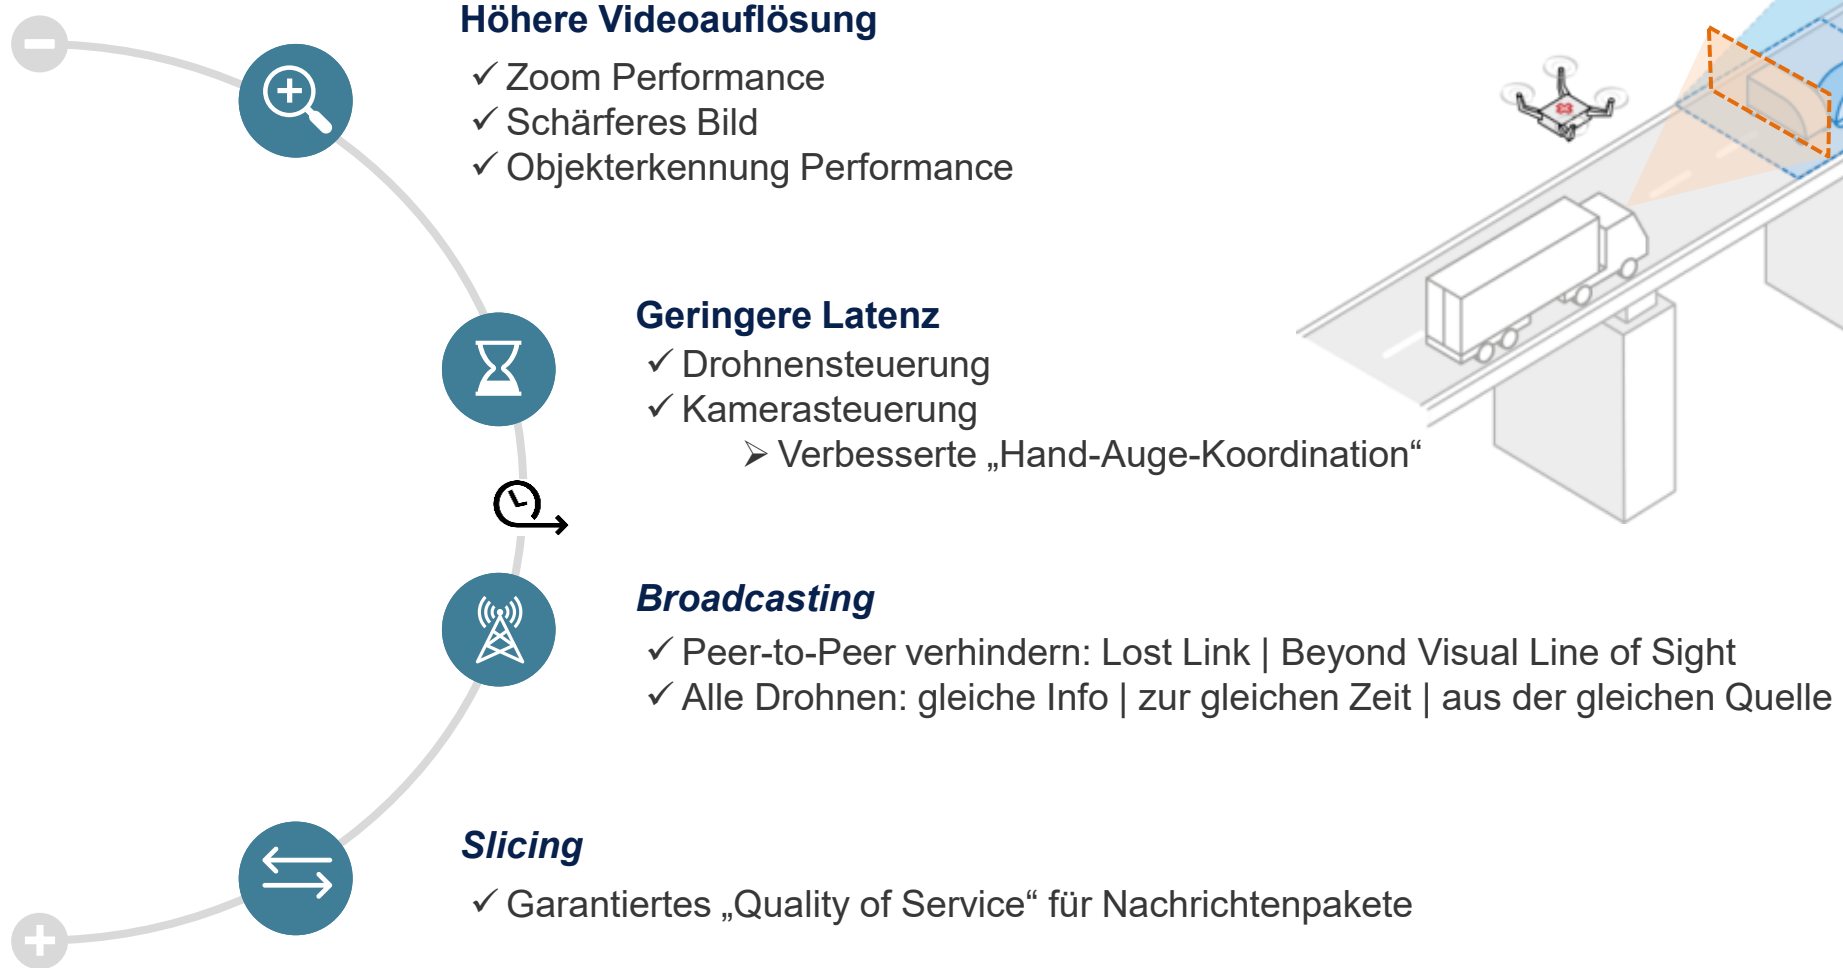 Höhere Videoauflösung
✓ Zoom Performance
✓ Schärferes Bild
✓ Objekterkennung Performance
Geringere Latenz
✓ Drohnensteuerung
✓ Kamerasteuerung
➢ Verbesserte „Hand-Auge-Koordination“
Broadcasting
✓ Peer-to-Peer verhindern: Lost Link | Beyond Visual Line of Sight
✓ Alle Drohnen: gleiche Info | zur gleichen Zeit | aus der gleichen Quelle
Slicing
✓ Garantiertes „Quality of Service“ für Nachrichtenpakete